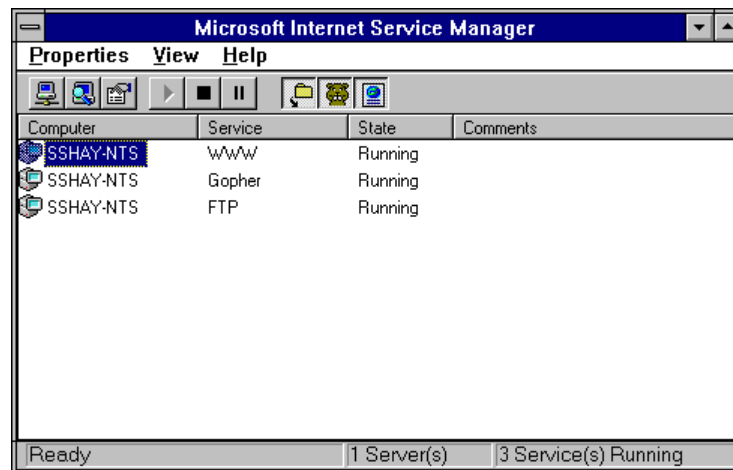 Microsoft Internet Service Manager
Properties View Help
Computer Service State Comments
SSHAY-NTS WWW Running
SSHAY-NTS Gopher Running
SSHAY-NTS FTP Running
Ready 1 Server(s) 3 Service(s) Running